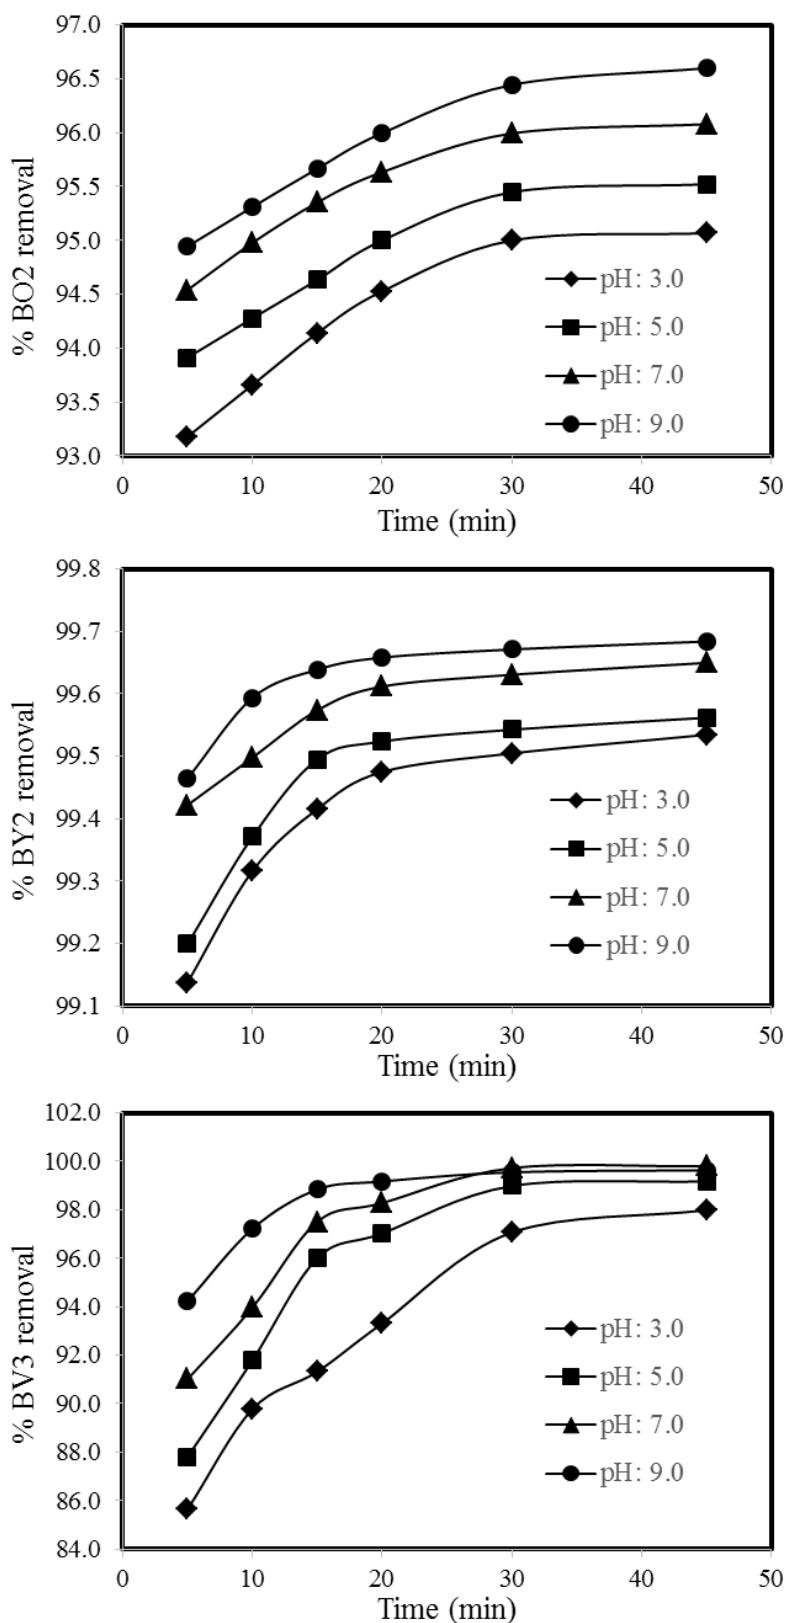 % BO2 removal
97.0
96.5
96.0
95.5
95.0
94.5
94.0
93.5
93.0
pH: 3.0
pH: 5.0
pH: 7.0
pH: 9.0
0 10 20 30 40 50
Time (min)
% BY2 removal
99.8
99.7
99.6
99.5
99.4
99.3
99.2
99.1
pH: 3.0
pH: 5.0
pH: 7.0
pH: 9.0
0 10 20 30 40 50
Time (min)
% BV3 removal
102.0
100.0
98.0
96.0
94.0
92.0
90.0
88.0
86.0
84.0
pH: 3.0
pH: 5.0
pH: 7.0
pH: 9.0
0 10 20 30 40 50
Time (min)